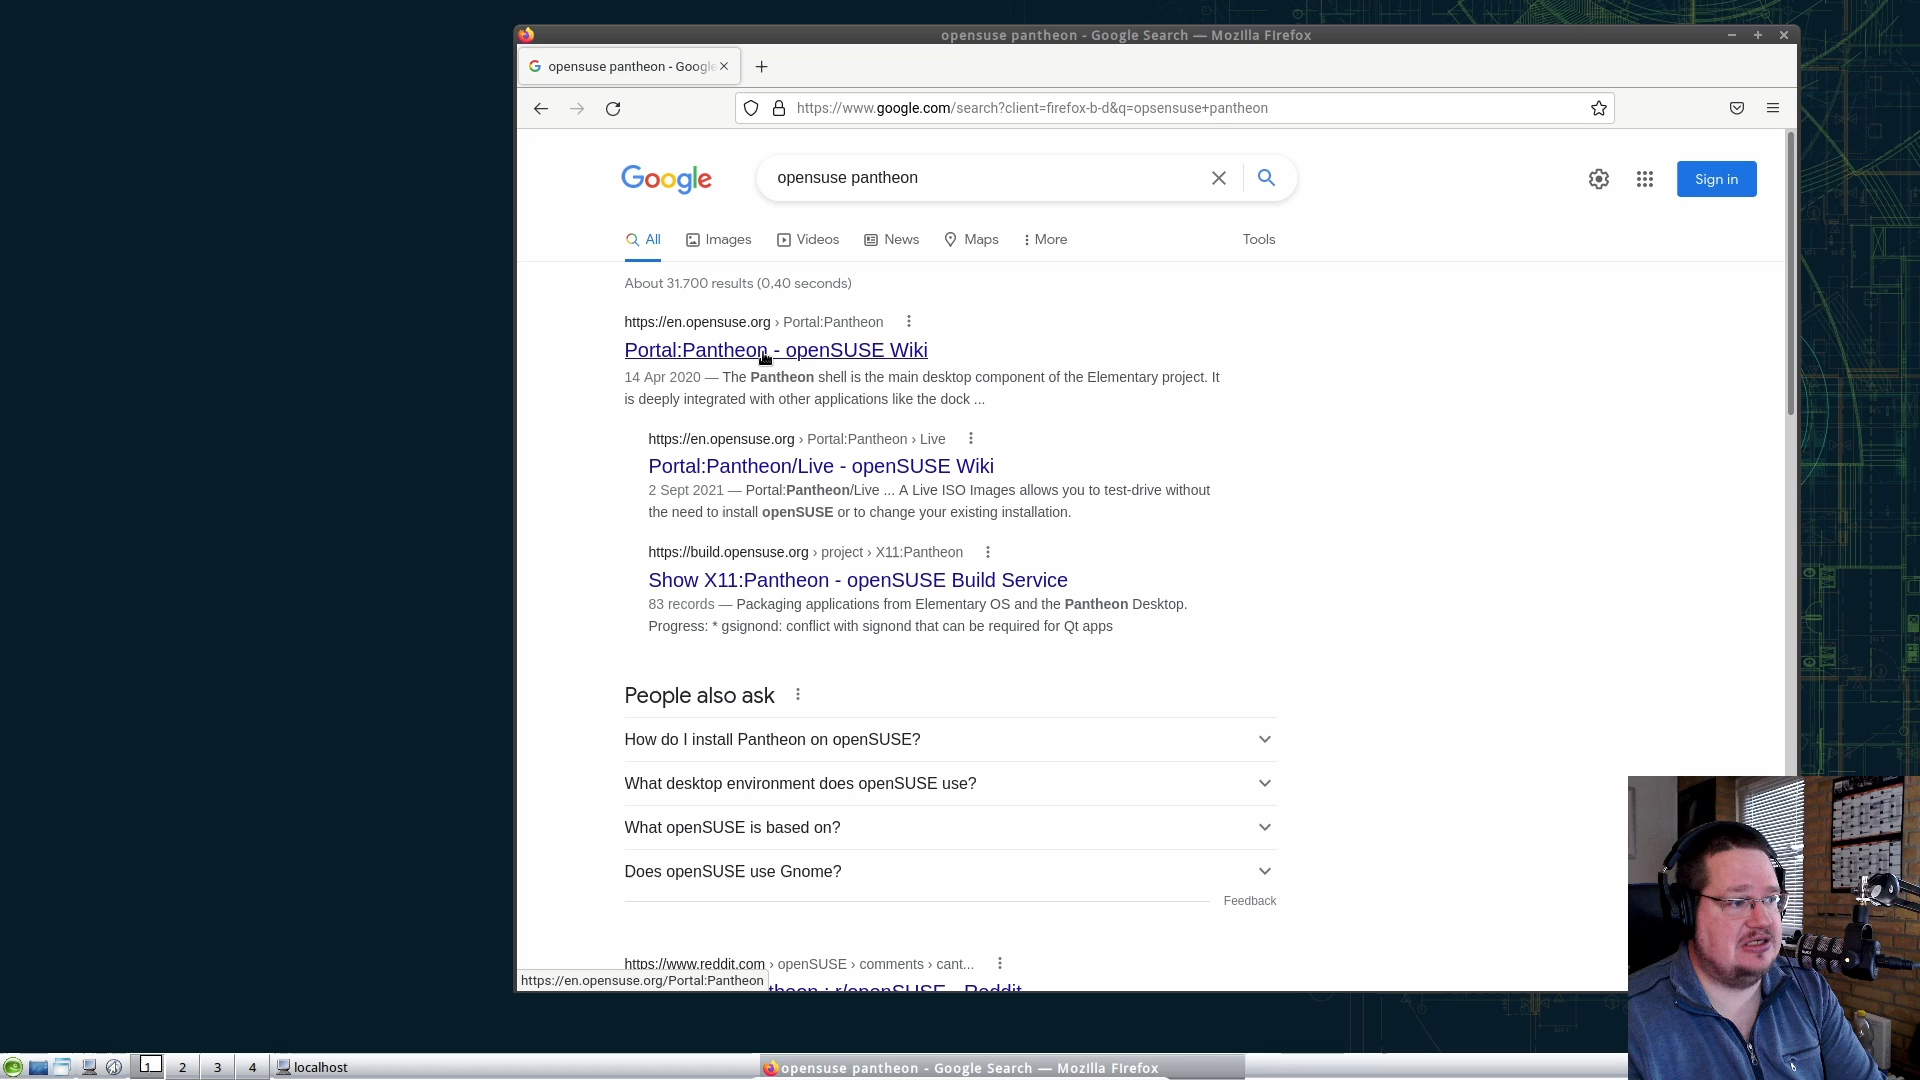 opensuse pantheon - Google Search — Mozilla Firefox
opensuse pantheon - Google
https://www.google.com/search?client=firefox-b-d&q=opsensuse+pantheon
Google
opensuse pantheon
Sign in
All
Images
Videos
News
Maps
More
Tools
About 31.700 results (0,40 seconds)
https://en.opensuse.org › Portal:Pantheon
Portal:Pantheon - openSUSE Wiki
14 Apr 2020 — The Pantheon shell is the main desktop component of the Elementary project. It
is deeply integrated with other applications like the dock ...
https://en.opensuse.org › Portal:Pantheon › Live
Portal:Pantheon/Live - openSUSE Wiki
2 Sept 2021 — Portal:Pantheon/Live ... A Live ISO Images allows you to test-drive without
the need to install openSUSE or to change your existing installation.
https://build.opensuse.org › project › X11:Pantheon
Show X11:Pantheon - openSUSE Build Service
83 records — Packaging applications from Elementary OS and the Pantheon Desktop.
Progress: * gsignond: conflict with signond that can be required for Qt apps
People also ask
How do I install Pantheon on openSUSE?
What desktop environment does openSUSE use?
What openSUSE is based on?
Does openSUSE use Gnome?
Feedback
https://www.reddit.com › openSUSE › comments › cant...
https://en.opensuse.org/Portal:Pantheon
: r/openSUSE - Reddit
1 2 3 4 localhost
opensuse pantheon - Google Search — Mozilla Firefox